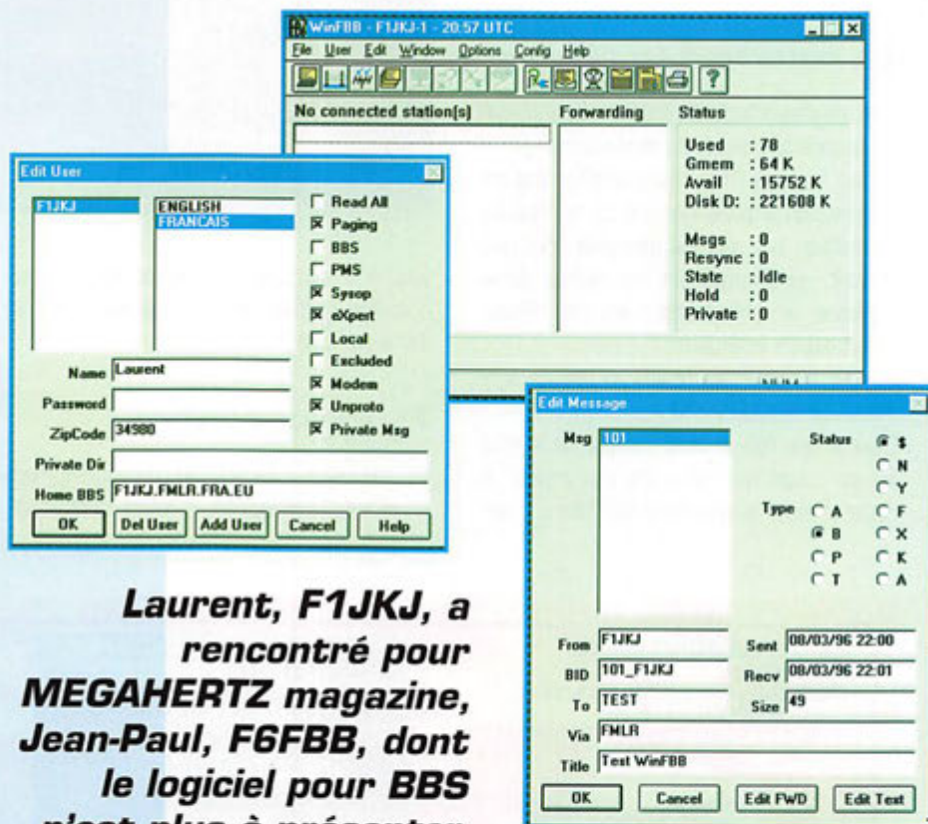 WinFBB - F1JKJ-1 - 20:57 UTC
File User Edit Window Options Config Help
No connected station(s)
Forwarding
Status
Used : 78
Gmem : 64 K
Avail : 15752 K
Disk D: : 221608 K
Msgs : 0
Resync : 0
State : Idle
Hold : 0
Private : 0
NUM
Edit User
F1JKJ
ENGLISH
FRANCAIS
Read All
Paging
BBS
PMS
Sysop
eXpert
Local
Excluded
Modem
Unproto
Private Msg
Name Laurent
Password
ZipCode 34980
Private Dir
Home BBS F1JKJ.FMLR.FRA.EU
OK Del User Add User Cancel Help
Edit Message
Msg 101
Status $
N
Y
Type A F
B X
P K
T A
From F1JKJ Sent 08/03/96 22:00
BID 101_F1JKJ Recv 08/03/96 22:01
To TEST Size 49
Via FMLR
Title Test WinFBB
OK Cancel Edit FWD Edit Text
Laurent, F1JKJ, a
rencontré pour
MEGAHERTZ magazine,
Jean-Paul, F6FBB, dont
le logiciel pour BBS
n'est plus à présenter